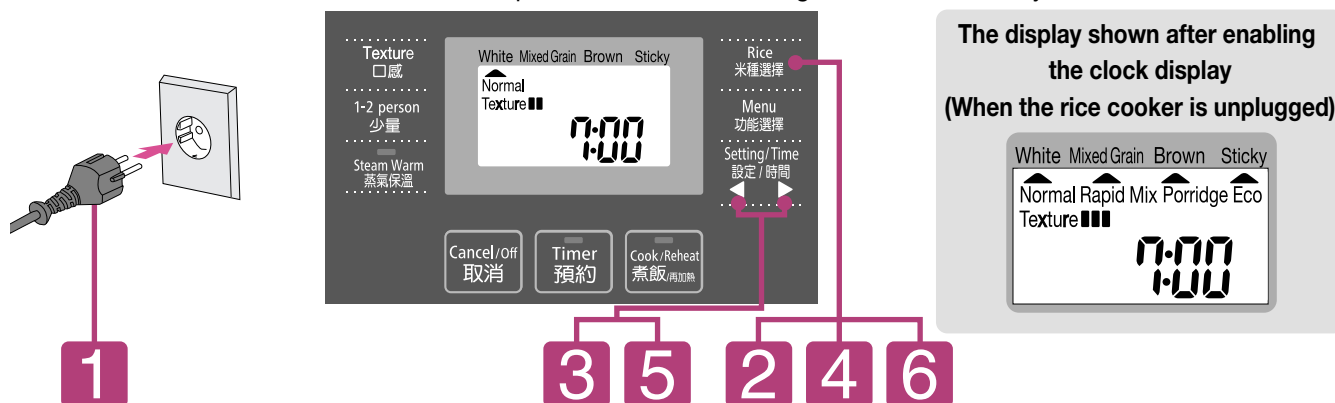 Texture
口感
1-2 person
少量
Steam Warm
蒸氣保溫
White Mixed Grain Brown Sticky
Normal
Texture
7:00
Rice
米種選擇
Menu
功能選擇
Setting/Time
設定/時間
Cancel/Off
取消
Timer
預約
Cook/Reheat
煮飯/再加熱
1
3 5 2 4 6
The display shown after enabling
the clock display
(When the rice cooker is unplugged)
White Mixed Grain Brown Sticky
Normal Rapid Mix Porridge Eco
Texture
7:00